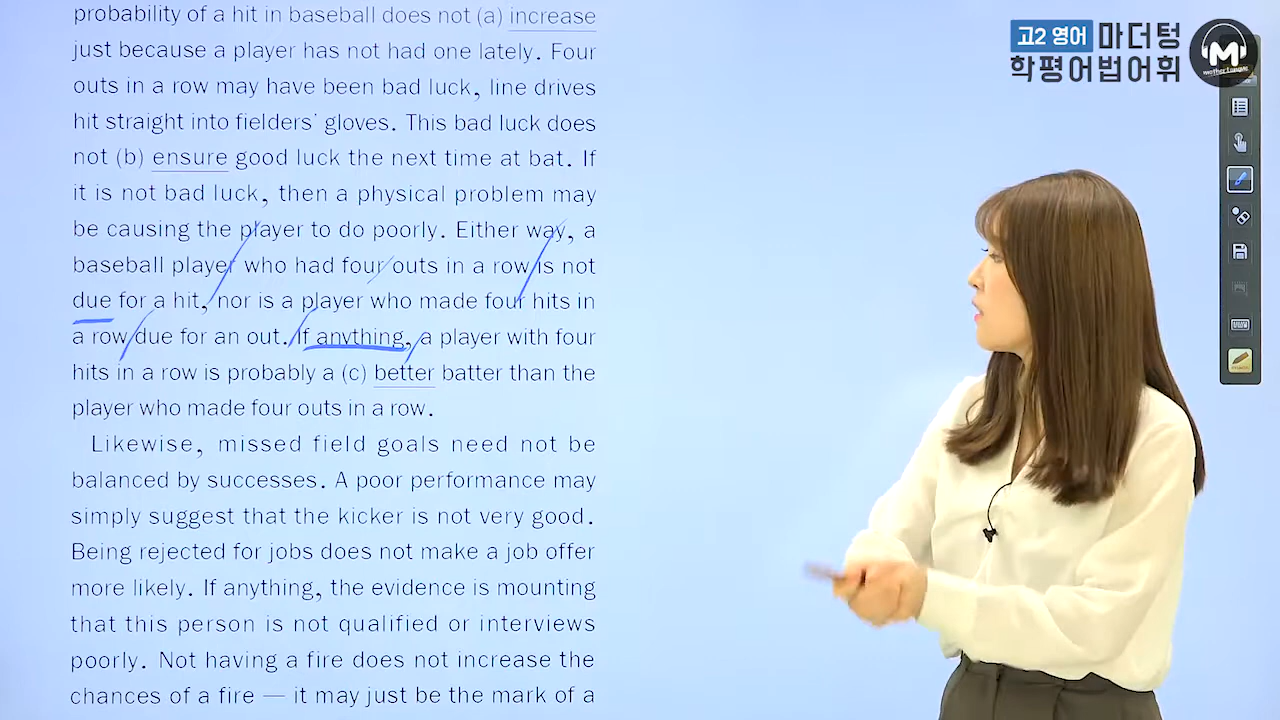 probability of a hit in baseball does not (a) increase
just because a player has not had one lately. Four
outs in a row may have been bad luck, line drives
hit straight into fielders' gloves. This bad luck does
not (b) ensure good luck the next time at bat. If
it is not bad luck, then a physical problem may
be causing the player to do poorly. Either way, a
baseball player who had four outs in a row is not
due for a hit, nor is a player who made four hits in
a row due for an out. If anything, a player with four
hits in a row is probably a (c) better batter than the
player who made four outs in a row.
Likewise, missed field goals need not be
balanced by successes. A poor performance may
simply suggest that the kicker is not very good.
Being rejected for jobs does not make a job offer
more likely. If anything, the evidence is mounting
that this person is not qualified or interviews
poorly. Not having a fire does not increase the
chances of a fire — it may just be the mark of a
고2 영어 마더텅
학평어법어휘
M
mother tongue